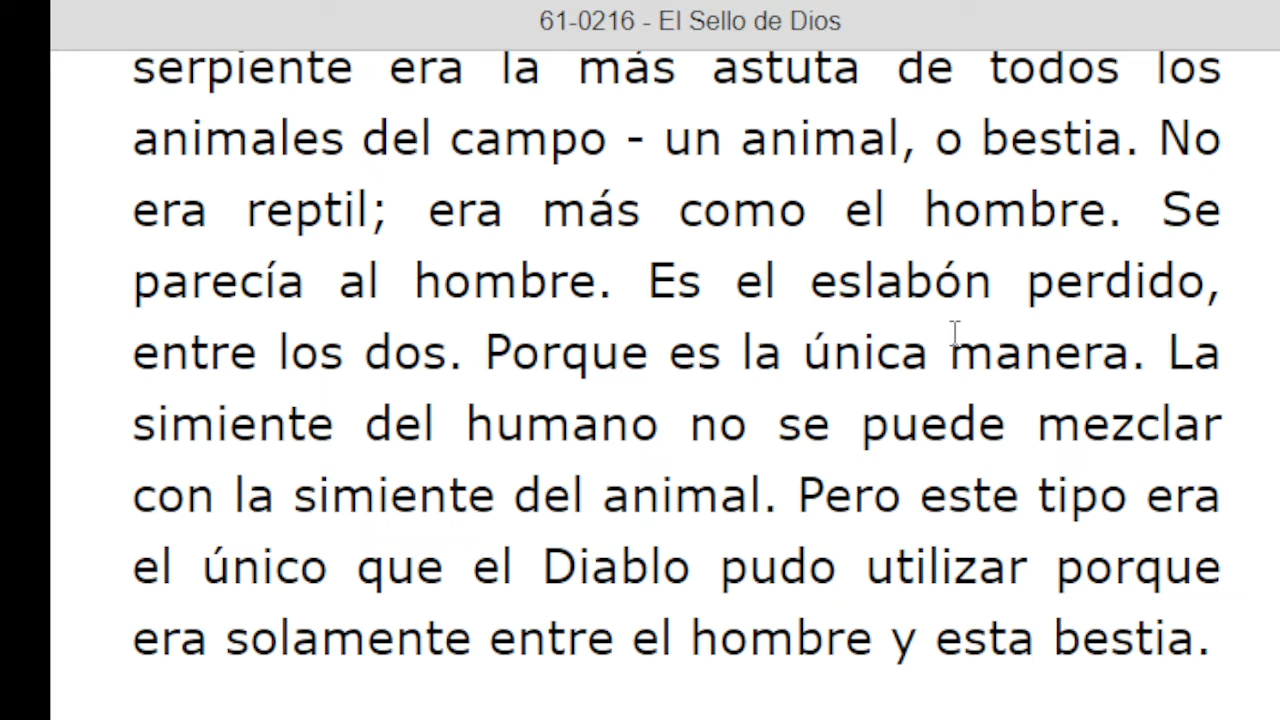 61-0216 - El Sello de Dios
serpiente era la más astuta de todos los
animales del campo - un animal, o bestia. No
era reptil; era más como el hombre. Se
parecía al hombre. Es el eslabón perdido,
entre los dos. Porque es la única manera. La
simiente del humano no se puede mezclar
con la simiente del animal. Pero este tipo era
el único que el Diablo pudo utilizar porque
era solamente entre el hombre y esta bestia.